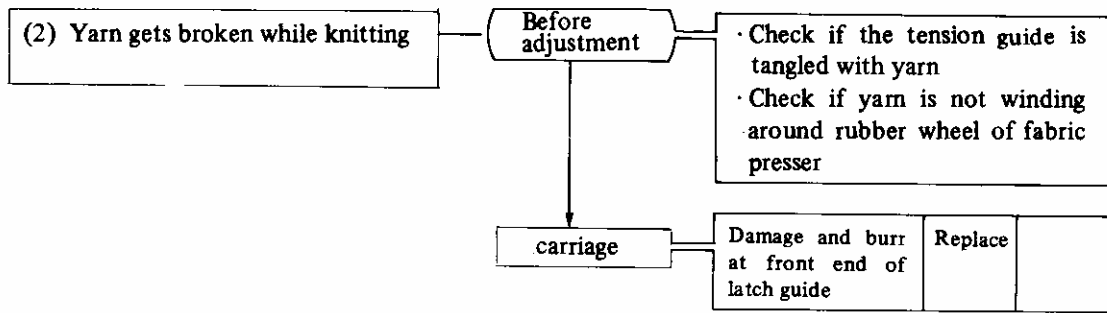 (2) Yarn gets broken while knitting
Before
adjustment
· Check if the tension guide is
tangled with yarn
· Check if yarn is not winding
around rubber wheel of fabric
presser
carriage
Damage and burr
at front end of
latch guide
Replace